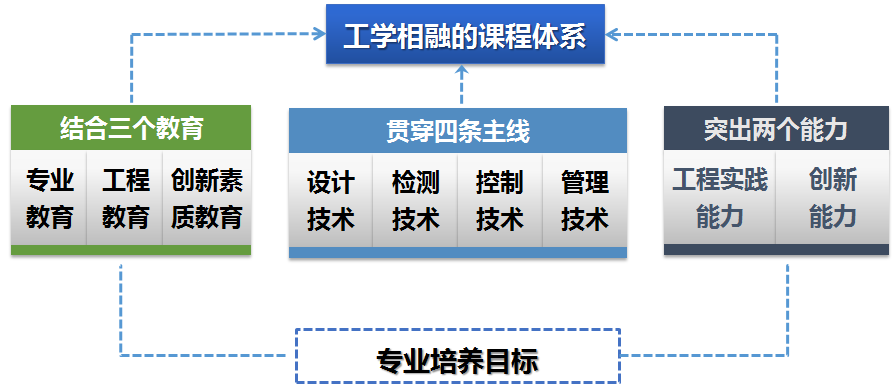 工学相融的课程体系
结合三个教育
专业
教育
工程
教育
创新素
质教育
贯穿四条主线
设计
技术
检测
技术
控制
技术
管理
技术
突出两个能力
工程实践
能力
创新
能力
专业培养目标